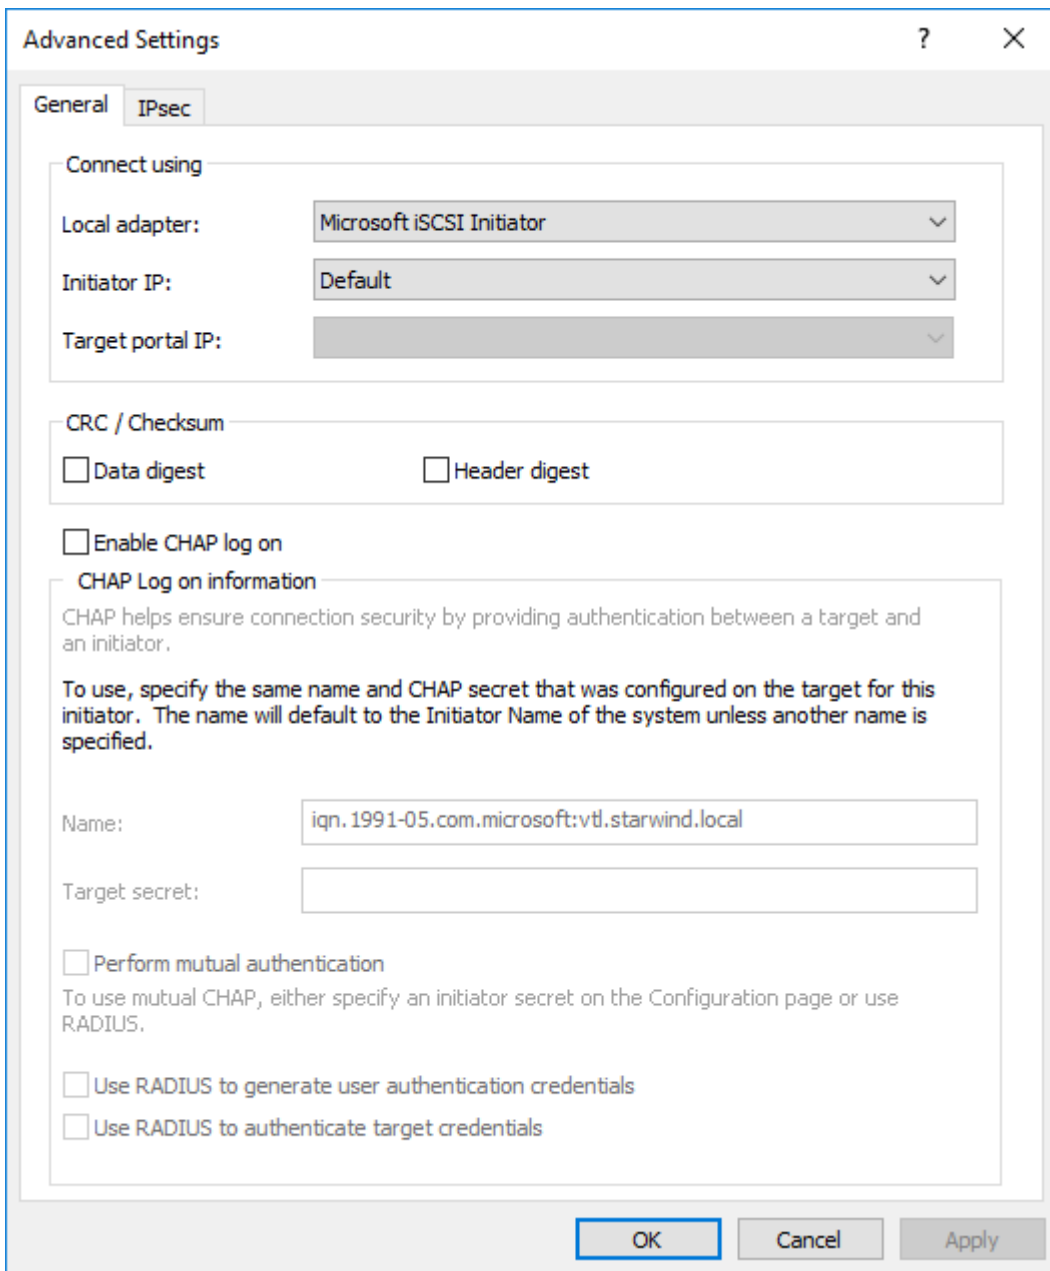 Advanced Settings
?
General
IPsec
Connect using
Local adapter:
Microsoft iSCSI Initiator
Initiator IP:
Default
Target portal IP:
CRC / Checksum
Data digest
Header digest
Enable CHAP log on
CHAP Log on information
CHAP helps ensure connection security by providing authentication between a target and
an initiator.
To use, specify the same name and CHAP secret that was configured on the target for this
initiator.  The name will default to the Initiator Name of the system unless another name is
specified.
Name:
iqn.1991-05.com.microsoft:vtl.starwind.local
Target secret:
Perform mutual authentication
To use mutual CHAP, either specify an initiator secret on the Configuration page or use
RADIUS.
Use RADIUS to generate user authentication credentials
Use RADIUS to authenticate target credentials
OK
Cancel
Apply